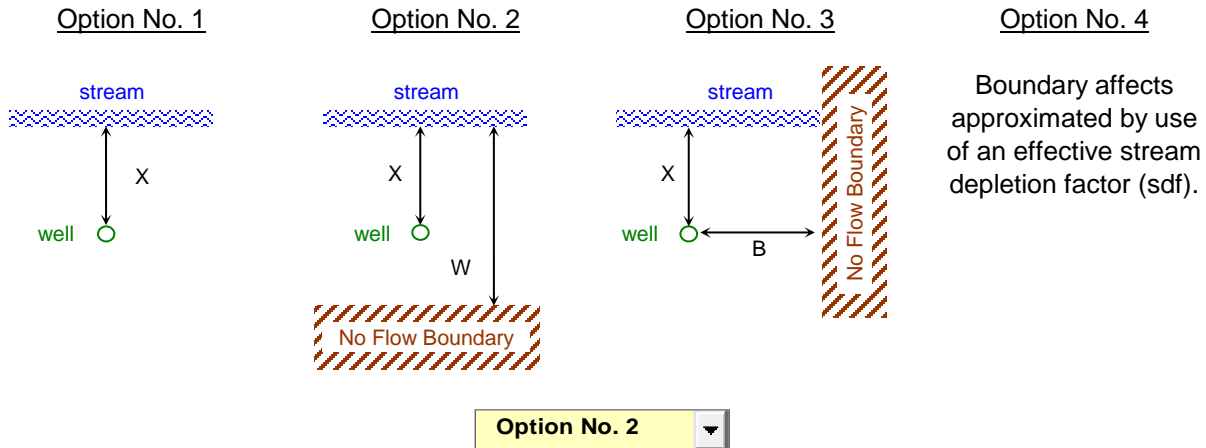 Option No. 1
Option No. 2
Option No. 3
Option No. 4
stream
X
well
stream
X
well
W
No Flow Boundary
stream
X
well
B
No Flow Boundary
Boundary affects
approximated by use
of an effective stream
depletion factor (sdf).
Option No. 2